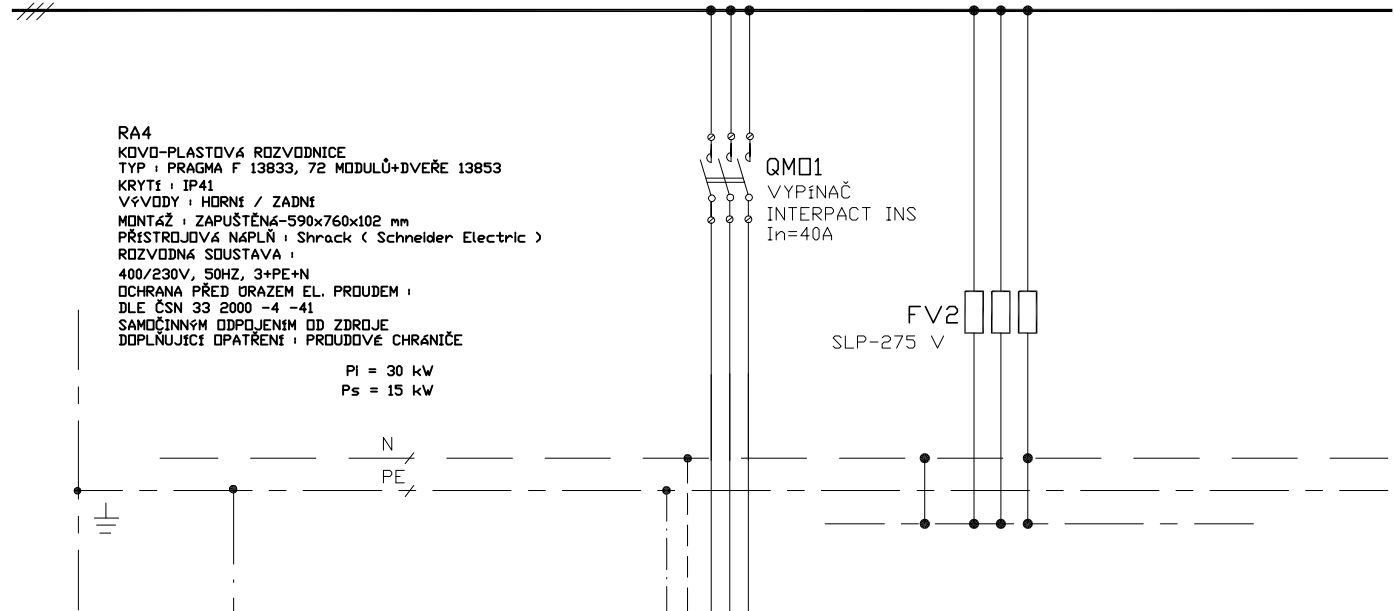 RA4
KOVO-PLASTOVÁ ROZVODNICE
TYP : PRAGMA F 13833, 72 MODULŮ+DVEŘE 13853
KRYTÍ : IP41
VÝVODY : HORNÍ / ZADNÍ
MONTÁŽ : ZAPUŠTĚNÁ-590x760x102 mm
PŘÍSTROJOVÁ NÁPLŇ : Shrack ( Schneider Electric )
ROZVODNÁ SOUSTAVA :
400/230V, 50HZ, 3+PE+N
OCHRANA PŘED ÚRAZEM EL. PROUDEM :
DLE ČSN 33 2000 -4 -41
SAMOČINNÝM ODPOJENÍM OD ZDROJE
DOPLŇUJÍCÍ OPATŘENÍ : PROUDOVÉ CHRÁNIČE
Pi = 30 kW
Ps = 15 kW
QM01
VYPÍNAČ
INTERPACT INS
In=40A
FV2
SLP-275 V
N
PE